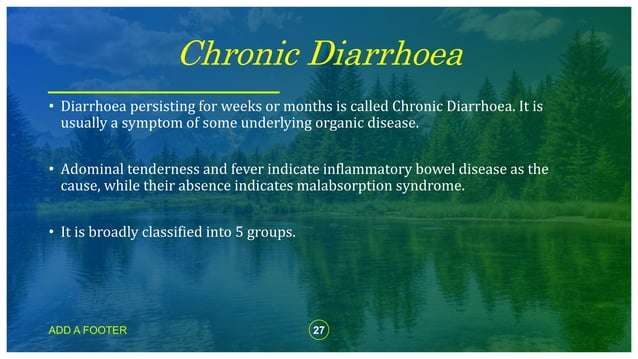 Chronic Diarrhoea
• Diarrhoea persisting for weeks or months is called Chronic Diarrhoea. It is
usually a symptom of some underlying organic disease.
• Adominal tenderness and fever indicate inflammatory bowel disease as the
cause, while their absence indicates malabsorption syndrome.
• It is broadly classified into 5 groups.
ADD A FOOTER
27